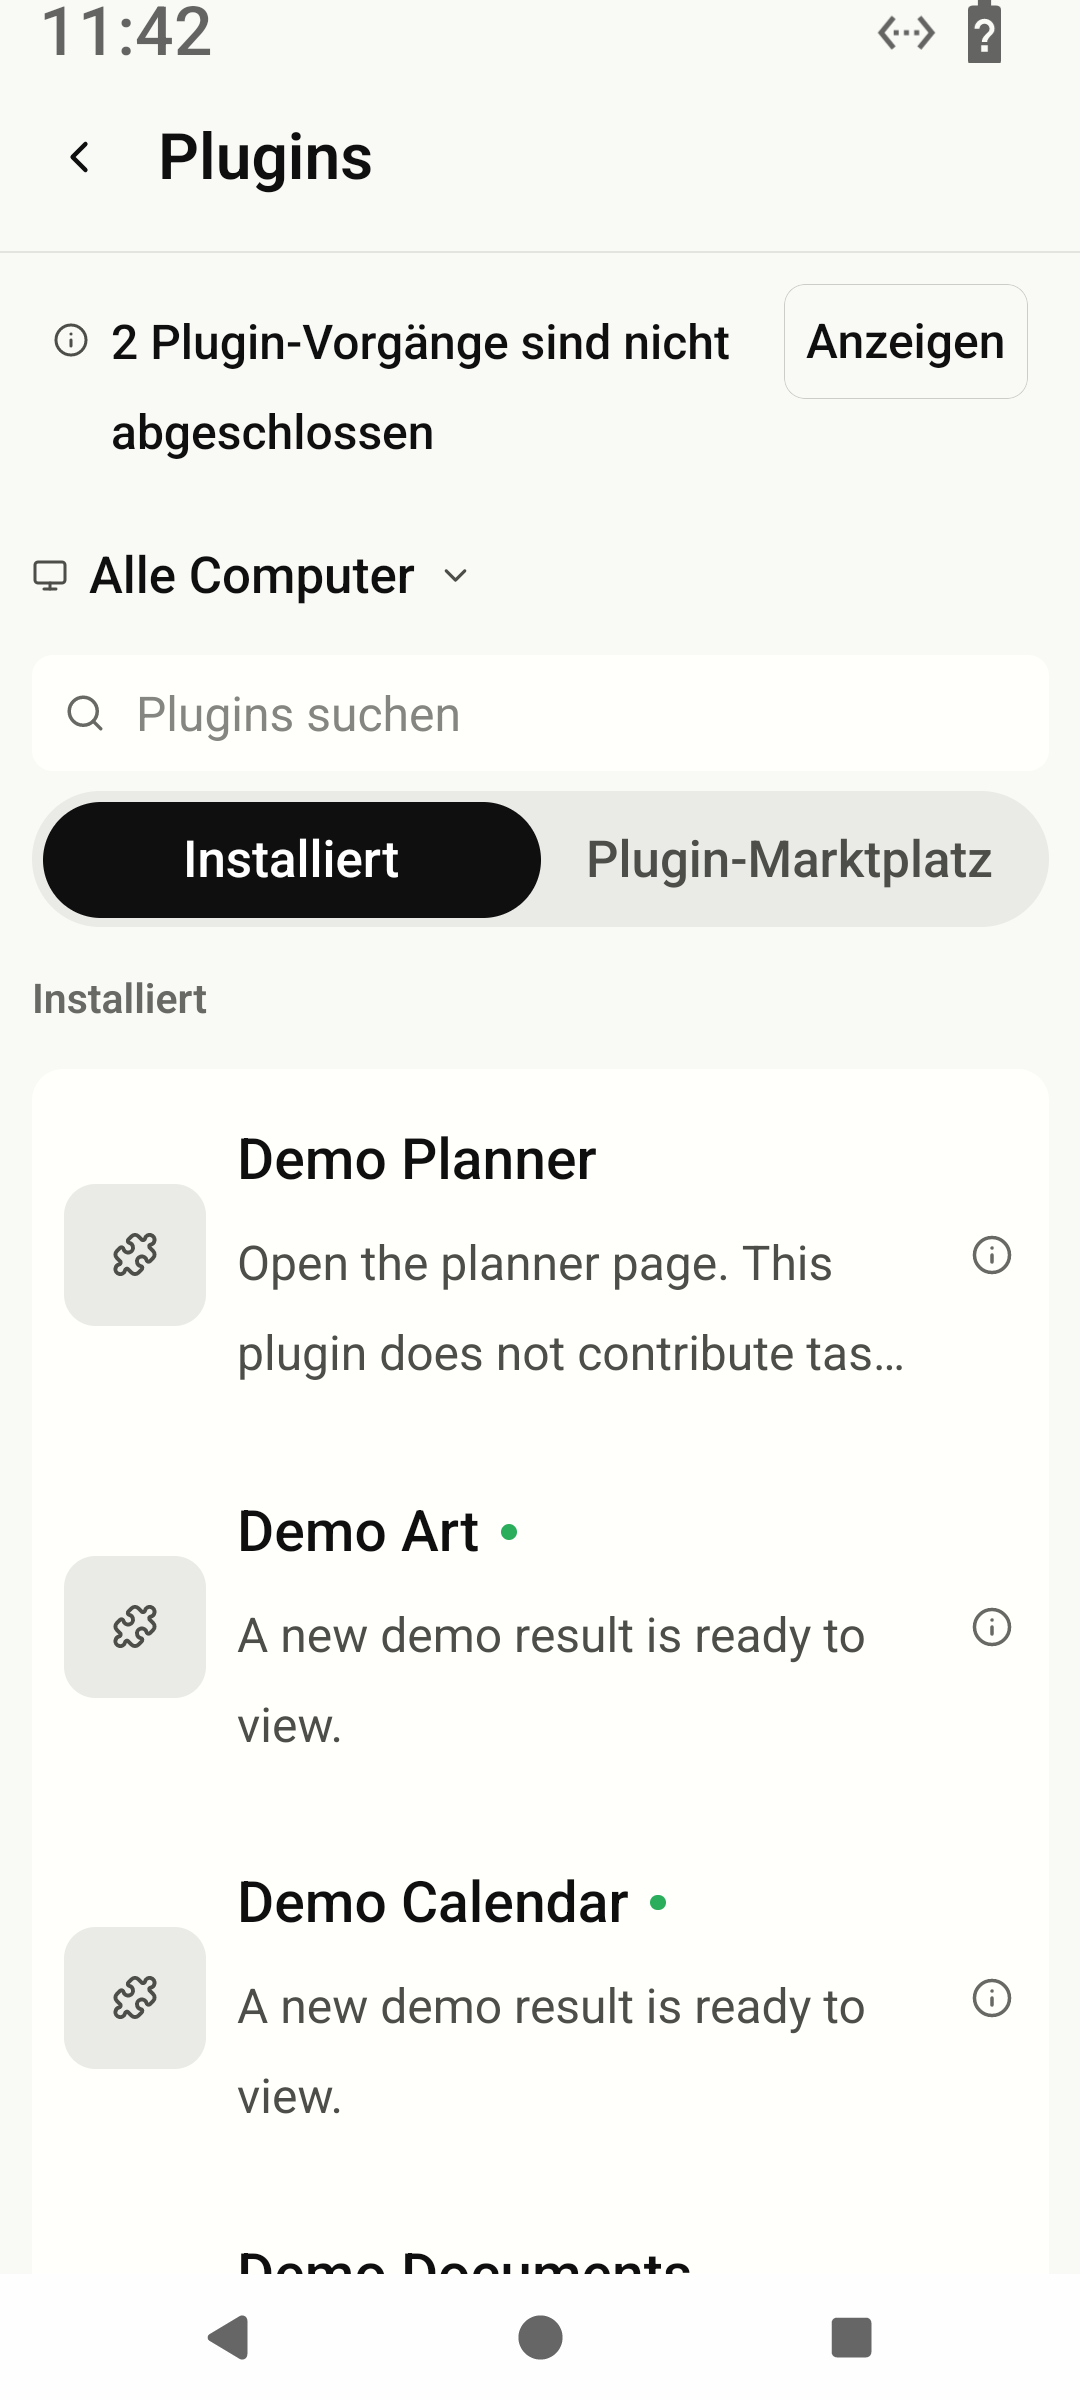 11:42
Plugins
2 Plugin-Vorgänge sind nicht
abgeschlossen
Anzeigen
Alle Computer
Plugins suchen
Installiert
Plugin-Marktplatz
Installiert
Demo Planner
Open the planner page. This
plugin does not contribute tas…
Demo Art
A new demo result is ready to
view.
Demo Calendar
A new demo result is ready to
view.
Demo Documents